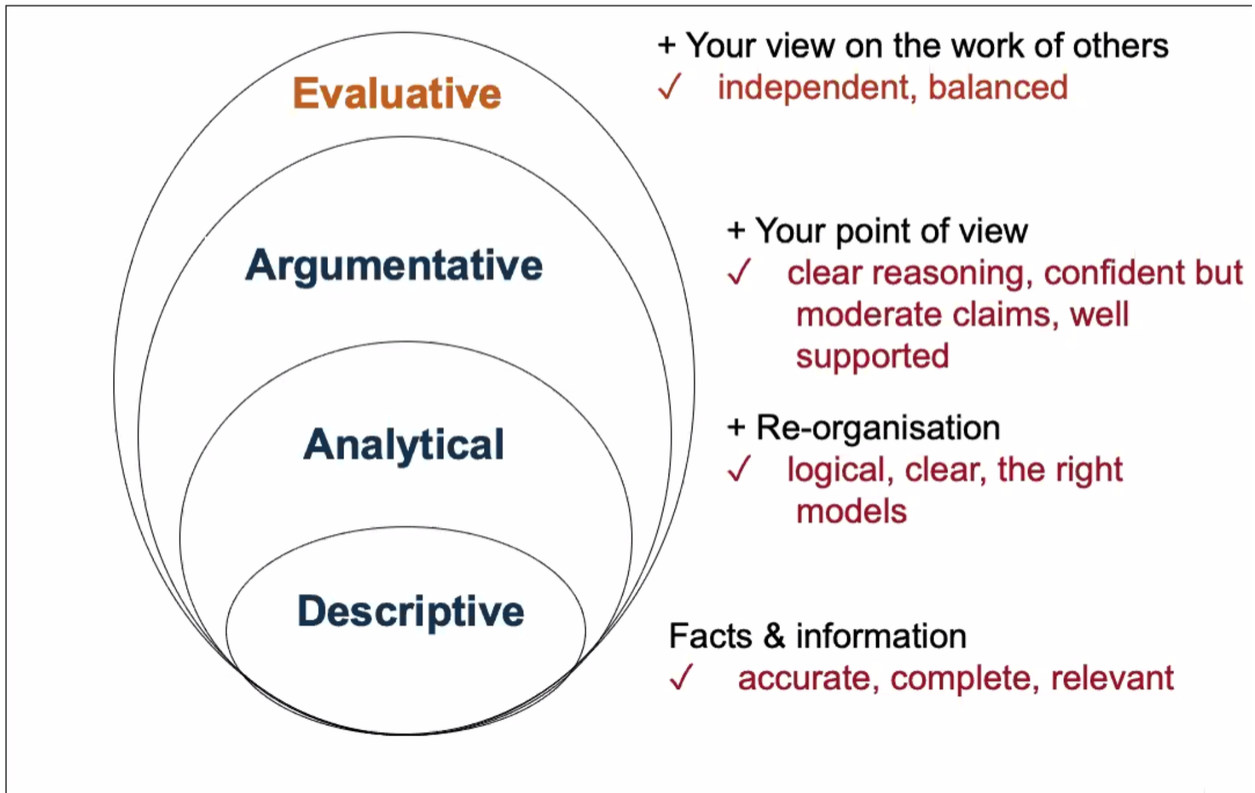 Evaluative
+ Your view on the work of others
✓ independent, balanced
Argumentative
+ Your point of view
✓ clear reasoning, confident but
moderate claims, well
supported
Analytical
+ Re-organisation
✓ logical, clear, the right
models
Descriptive
Facts & information
✓ accurate, complete, relevant